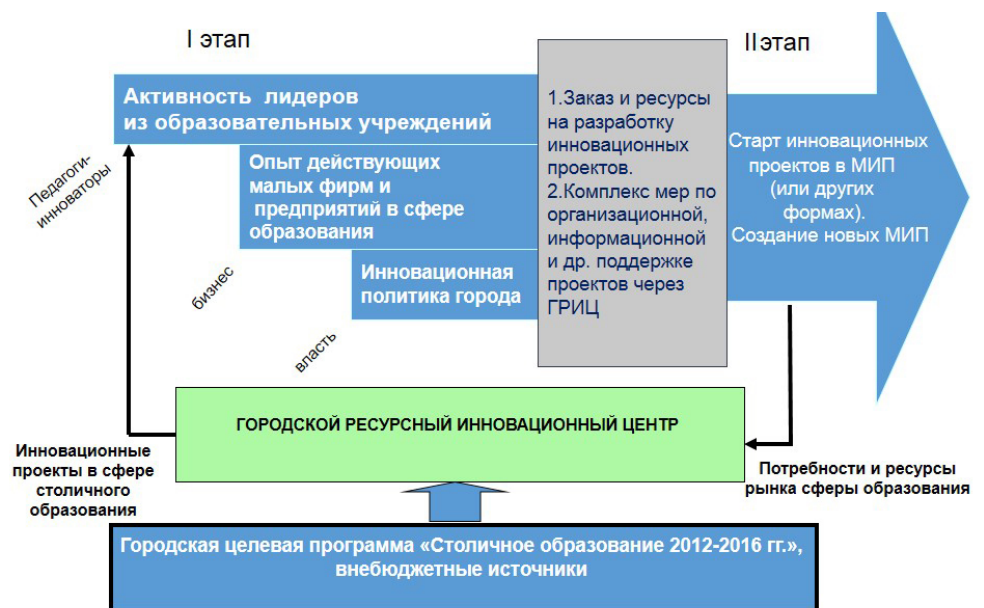 I этап
II этап
Активность лидеров
из образовательных учреждений
Педагоги-
инноваторы
Опыт действующих
малых фирм и
предприятий в сфере
образования
бизнес
Инновационная
политика города
власть
1.Заказ и ресурсы
на разработку
инновационных
проектов.
2.Комплекс мер по
организационной,
информационной
и др. поддержке
проектов через
ГРИЦ
Старт инновационных
проектов в МИП
(или других
формах).
Создание новых МИП
ГОРОДСКОЙ РЕСУРСНЫЙ ИННОВАЦИОННЫЙ ЦЕНТР
Инновационные
проекты в сфере
столичного
образования
Потребности и ресурсы
рынка сферы образования
Городская целевая программа «Столичное образование 2012-2016 гг.»,
внебюджетные источники